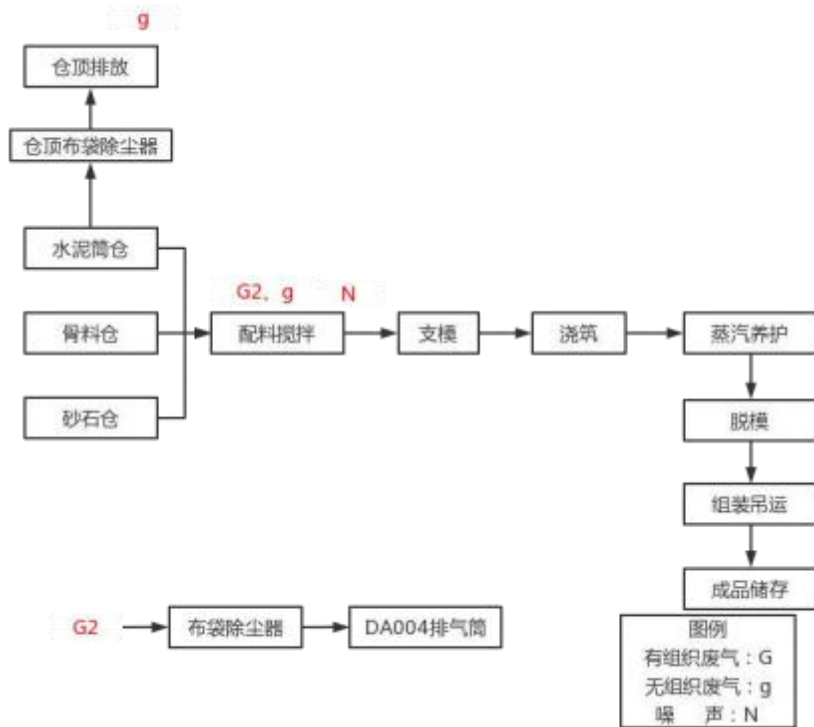 g
仓顶排放
仓顶布袋除尘器
水泥筒仓
G2、g N
骨料仓
配料搅拌
支模
浇筑
蒸汽养护
砂石仓
脱模
组装吊运
成品储存
G2
布袋除尘器
DA004排气筒
图例
有组织废气：G
无组织废气：g
噪 声：N